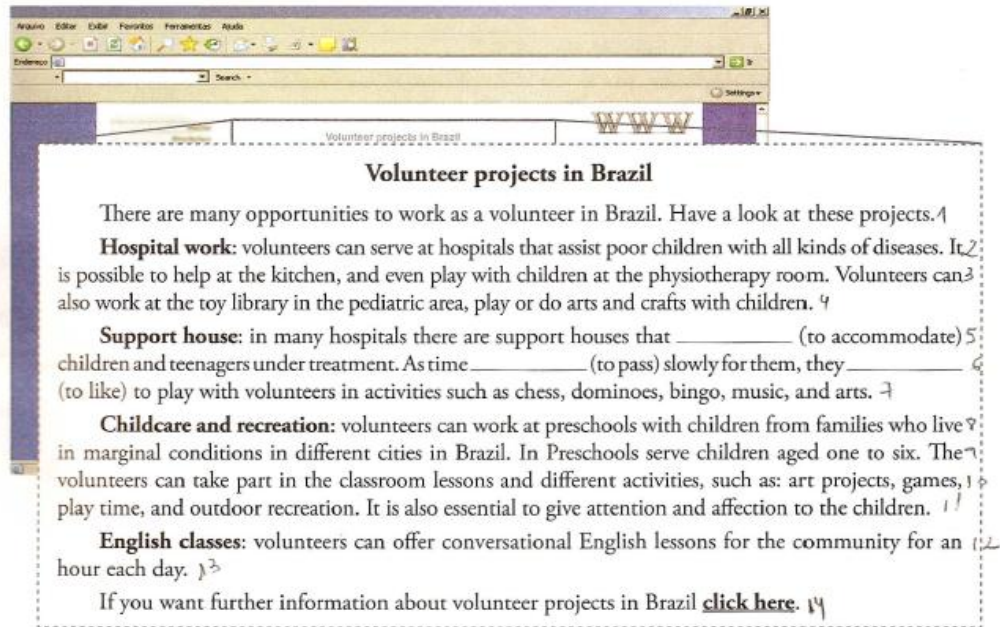 Arquivo Editar Exibir Favoritos Ferramentas Ajuda
Endereço
Search
Settings
WWW
Volunteer projects in Brazil
Volunteer projects in Brazil
There are many opportunities to work as a volunteer in Brazil. Have a look at these projects. 1
Hospital work: volunteers can serve at hospitals that assist poor children with all kinds of diseases. It 2
is possible to help at the kitchen, and even play with children at the physiotherapy room. Volunteers can 3
also work at the toy library in the pediatric area, play or do arts and crafts with children. 4
Support house: in many hospitals there are support houses that __________ (to accommodate) 5
children and teenagers under treatment. As time __________ (to pass) slowly for them, they __________ 6
(to like) to play with volunteers in activities such as chess, dominoes, bingo, music, and arts. 7
Childcare and recreation: volunteers can work at preschools with children from families who live 8
in marginal conditions in different cities in Brazil. In Preschools serve children aged one to six. The 9
volunteers can take part in the classroom lessons and different activities, such as: art projects, games, 10
play time, and outdoor recreation. It is also essential to give attention and affection to the children. 11
English classes: volunteers can offer conversational English lessons for the community for an 12
hour each day. 13
If you want further information about volunteer projects in Brazil click here. 14